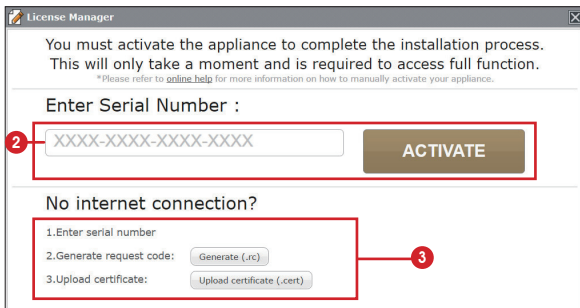 License Manager
You must activate the appliance to complete the installation process.
This will only take a moment and is required to access full function.
*Please refer to online help for more information on how to manually activate your appliance.
Enter Serial Number :
2
XXXX-XXXX-XXXX-XXXX
ACTIVATE
No internet connection?
1.Enter serial number
2.Generate request code: Generate (.rc)
3
3.Upload certificate: Upload certificate (.cert)